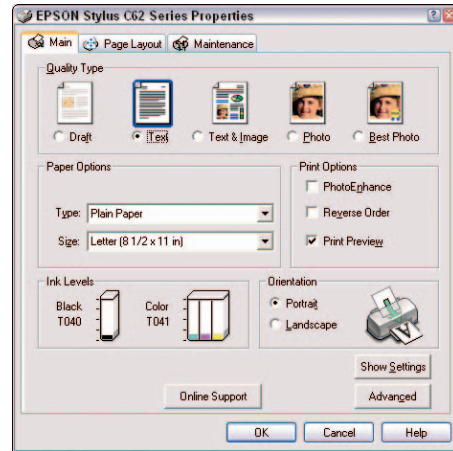 EPSON Stylus C62 Series Properties
Main Page Layout Maintenance
Quality Type
Draft Text Text & Image Photo Best Photo
Paper Options
Type: Plain Paper
Size: Letter (8 1/2 x 11 in)
Print Options
PhotoEnhance
Reverse Order
Print Preview
Ink Levels
Black
T040
Color
T041
Orientation
Portrait
Landscape
Show Settings
Online Support Advanced
OK Cancel Help